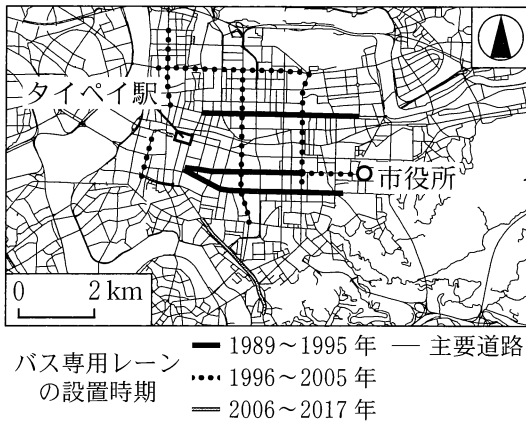 タイペイ駅
市役所
0 2 km
バス専用レーン
の設置時期
1989～1995 年
主要道路
1996～2005 年
2006～2017 年